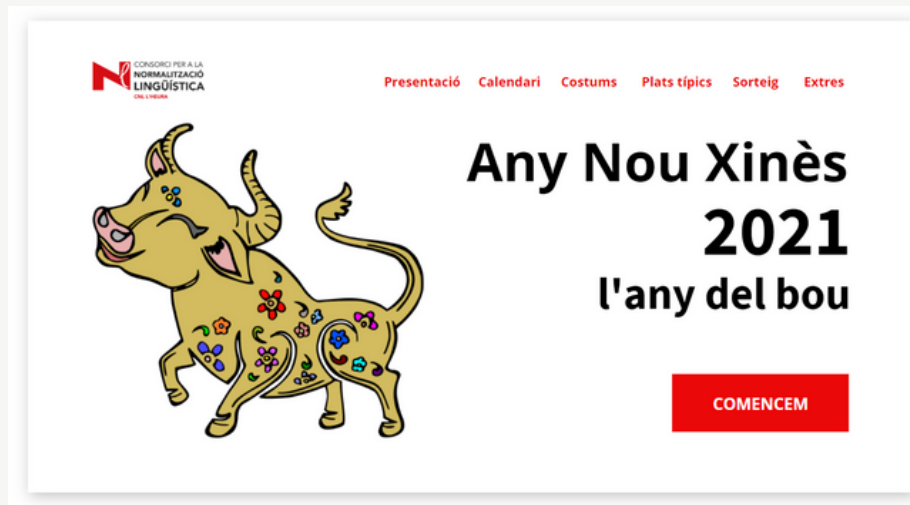 CONSORCI PER A LA
NORMALITZACIÓ
LINGÜÍSTICA
CNL L'HEURA
Presentació Calendari Costums Plats típics Sorteig Extres
Any Nou Xinès
2021
l'any del bou
COMENCEM